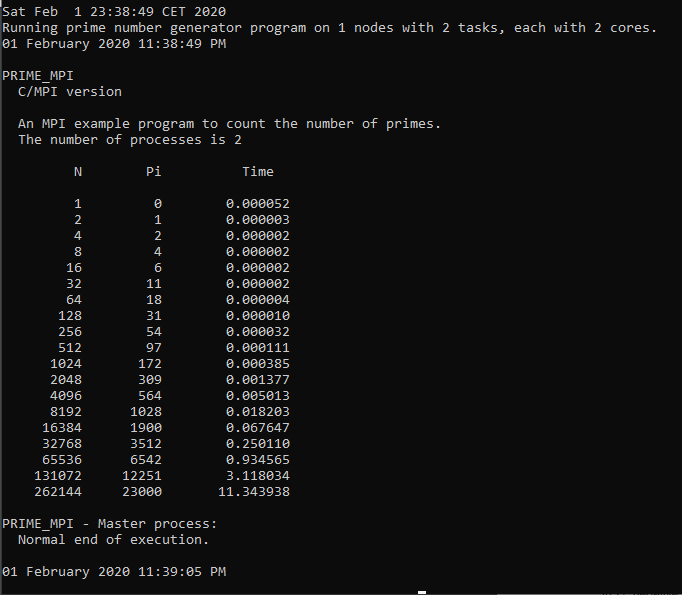 Sat Feb  1 23:38:49 CET 2020
Running prime number generator program on 1 nodes with 2 tasks, each with 2 cores.
01 February 2020 11:38:49 PM

PRIME_MPI
  C/MPI version

  An MPI example program to count the number of primes.
  The number of processes is 2

         N        Pi          Time

         1         0        0.000052
         2         1        0.000003
         4         2        0.000002
         8         4        0.000002
        16         6        0.000002
        32        11        0.000002
        64        18        0.000004
       128        31        0.000010
       256        54        0.000032
       512        97        0.000111
      1024       172        0.000385
      2048       309        0.001377
      4096       564        0.005013
      8192      1028        0.018203
     16384      1900        0.067647
     32768      3512        0.250110
     65536      6542        0.934565
    131072     12251        3.118034
    262144     23000       11.343938

PRIME_MPI - Master process:
  Normal end of execution.

01 February 2020 11:39:05 PM